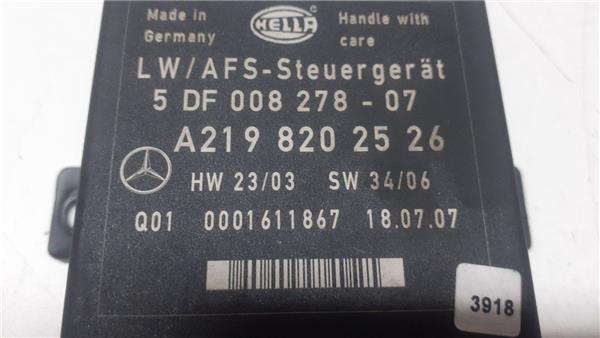 Made in Germany
HELLA
Handle with care
LW/AFS-Steuergerät
5 DF 008 278 - 07
A219 820 25 26
HW 23/03 SW 34/06
Q01 0001611867 18.07.07
3918